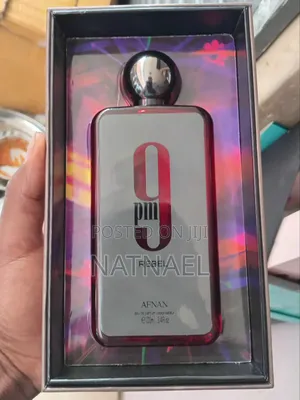 9
pm
POSTED ON JIJI
REBEL
NATNAEL
AFNAN